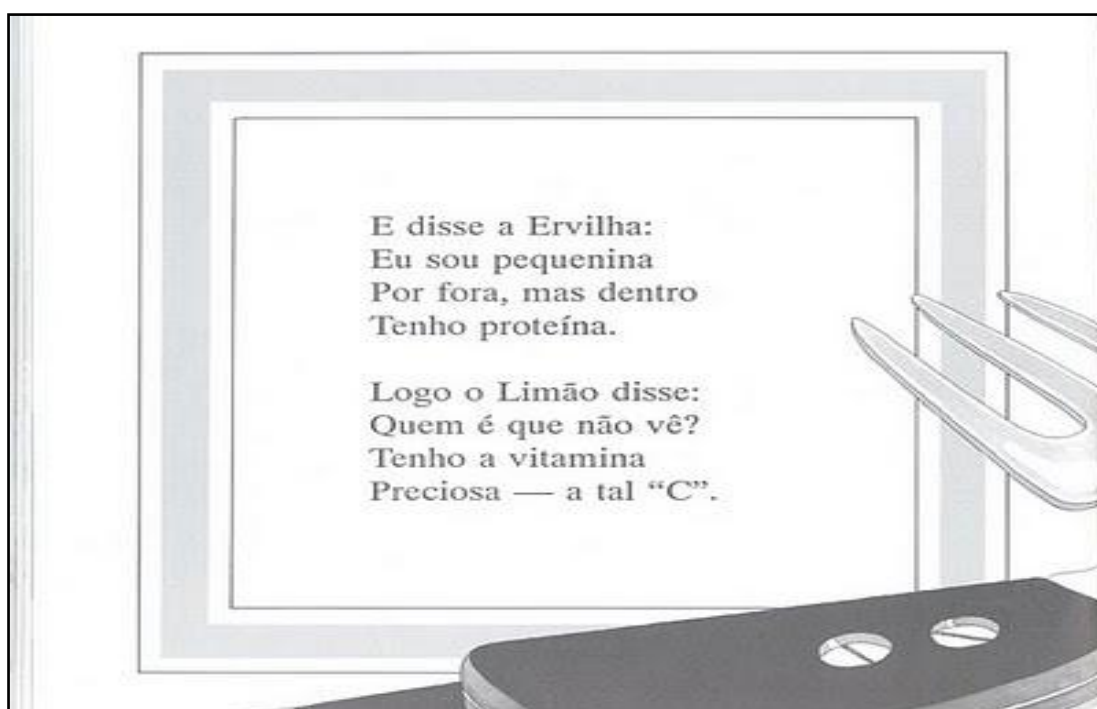 E disse a Ervilha:
Eu sou pequenina
Por fora, mas dentro
Tenho proteína.
Logo o Limão disse:
Quem é que não vê?
Tenho a vitamina
Preciosa — a tal “C”.